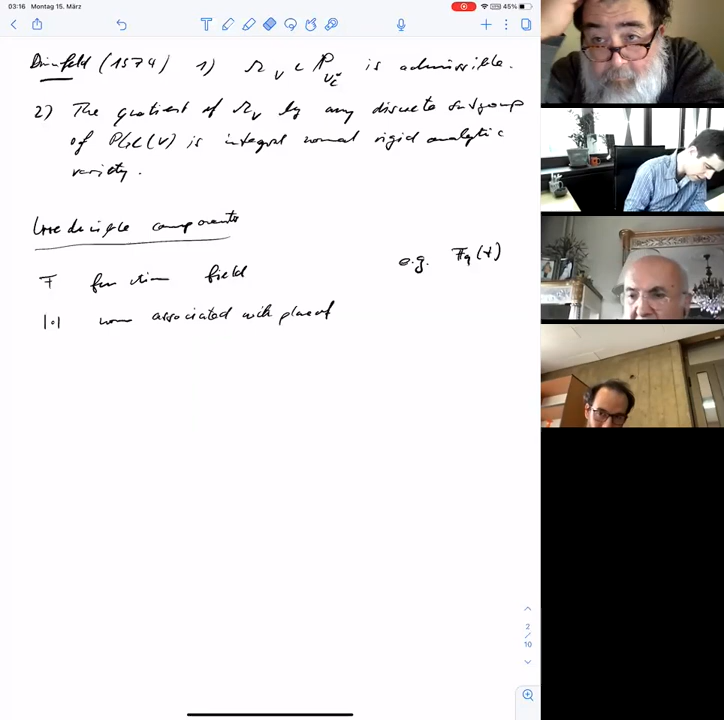 03:16 Montag 15. März 45%
Drinfeld (1974) 1) Ω_V ⊂ P_V is admissible.
2) The quotient of Ω_V by any discrete subgroup
of PGL(V) is integral normal rigid analytic
variety.
Irreducible components
F function field e.g. F_q(t)
|·| norm associated with place of
2
/
10